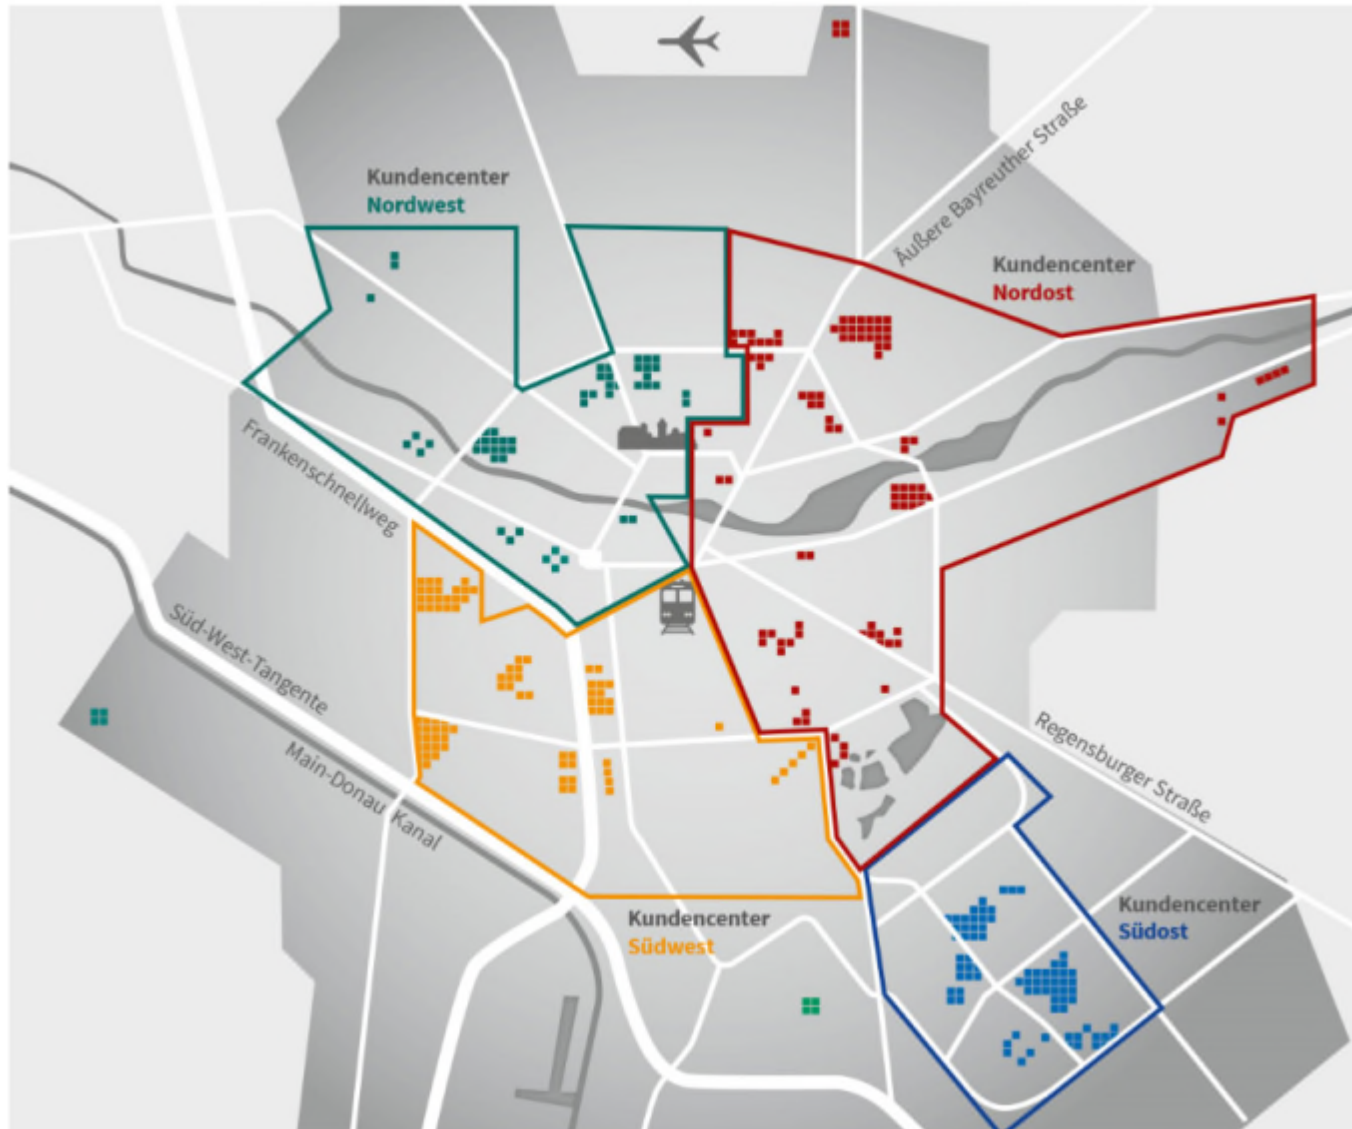 Kundencenter
Nordwest
Äußere Bayreuther Straße
Kundencenter
Nordost
Frankenschnellweg
Süd-West-Tangente
Main-Donau Kanal
Regensburger Straße
Kundencenter
Südwest
Kundencenter
Südost